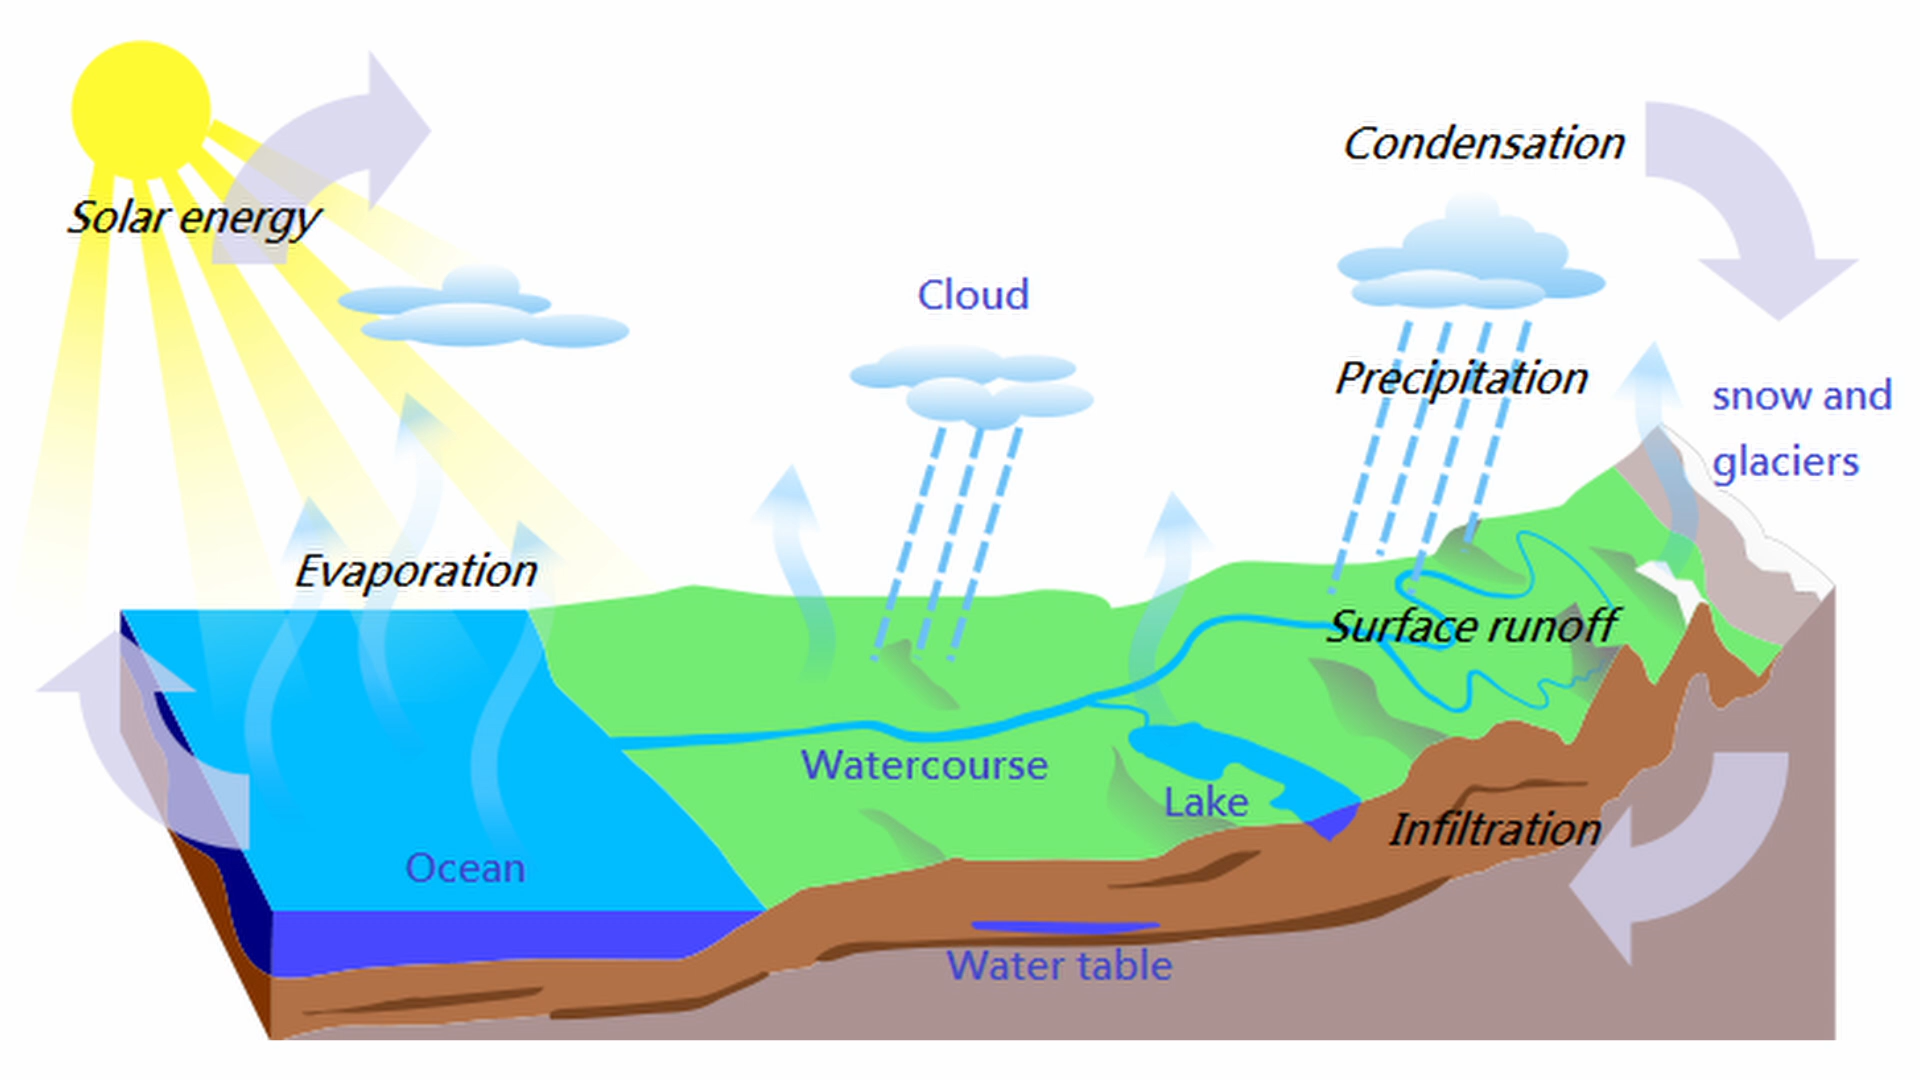 Condensation
Solar energy
Cloud
Precipitation
snow and
glaciers
Evaporation
Surface runoff
Watercourse
Lake
Infiltration
Ocean
Water table